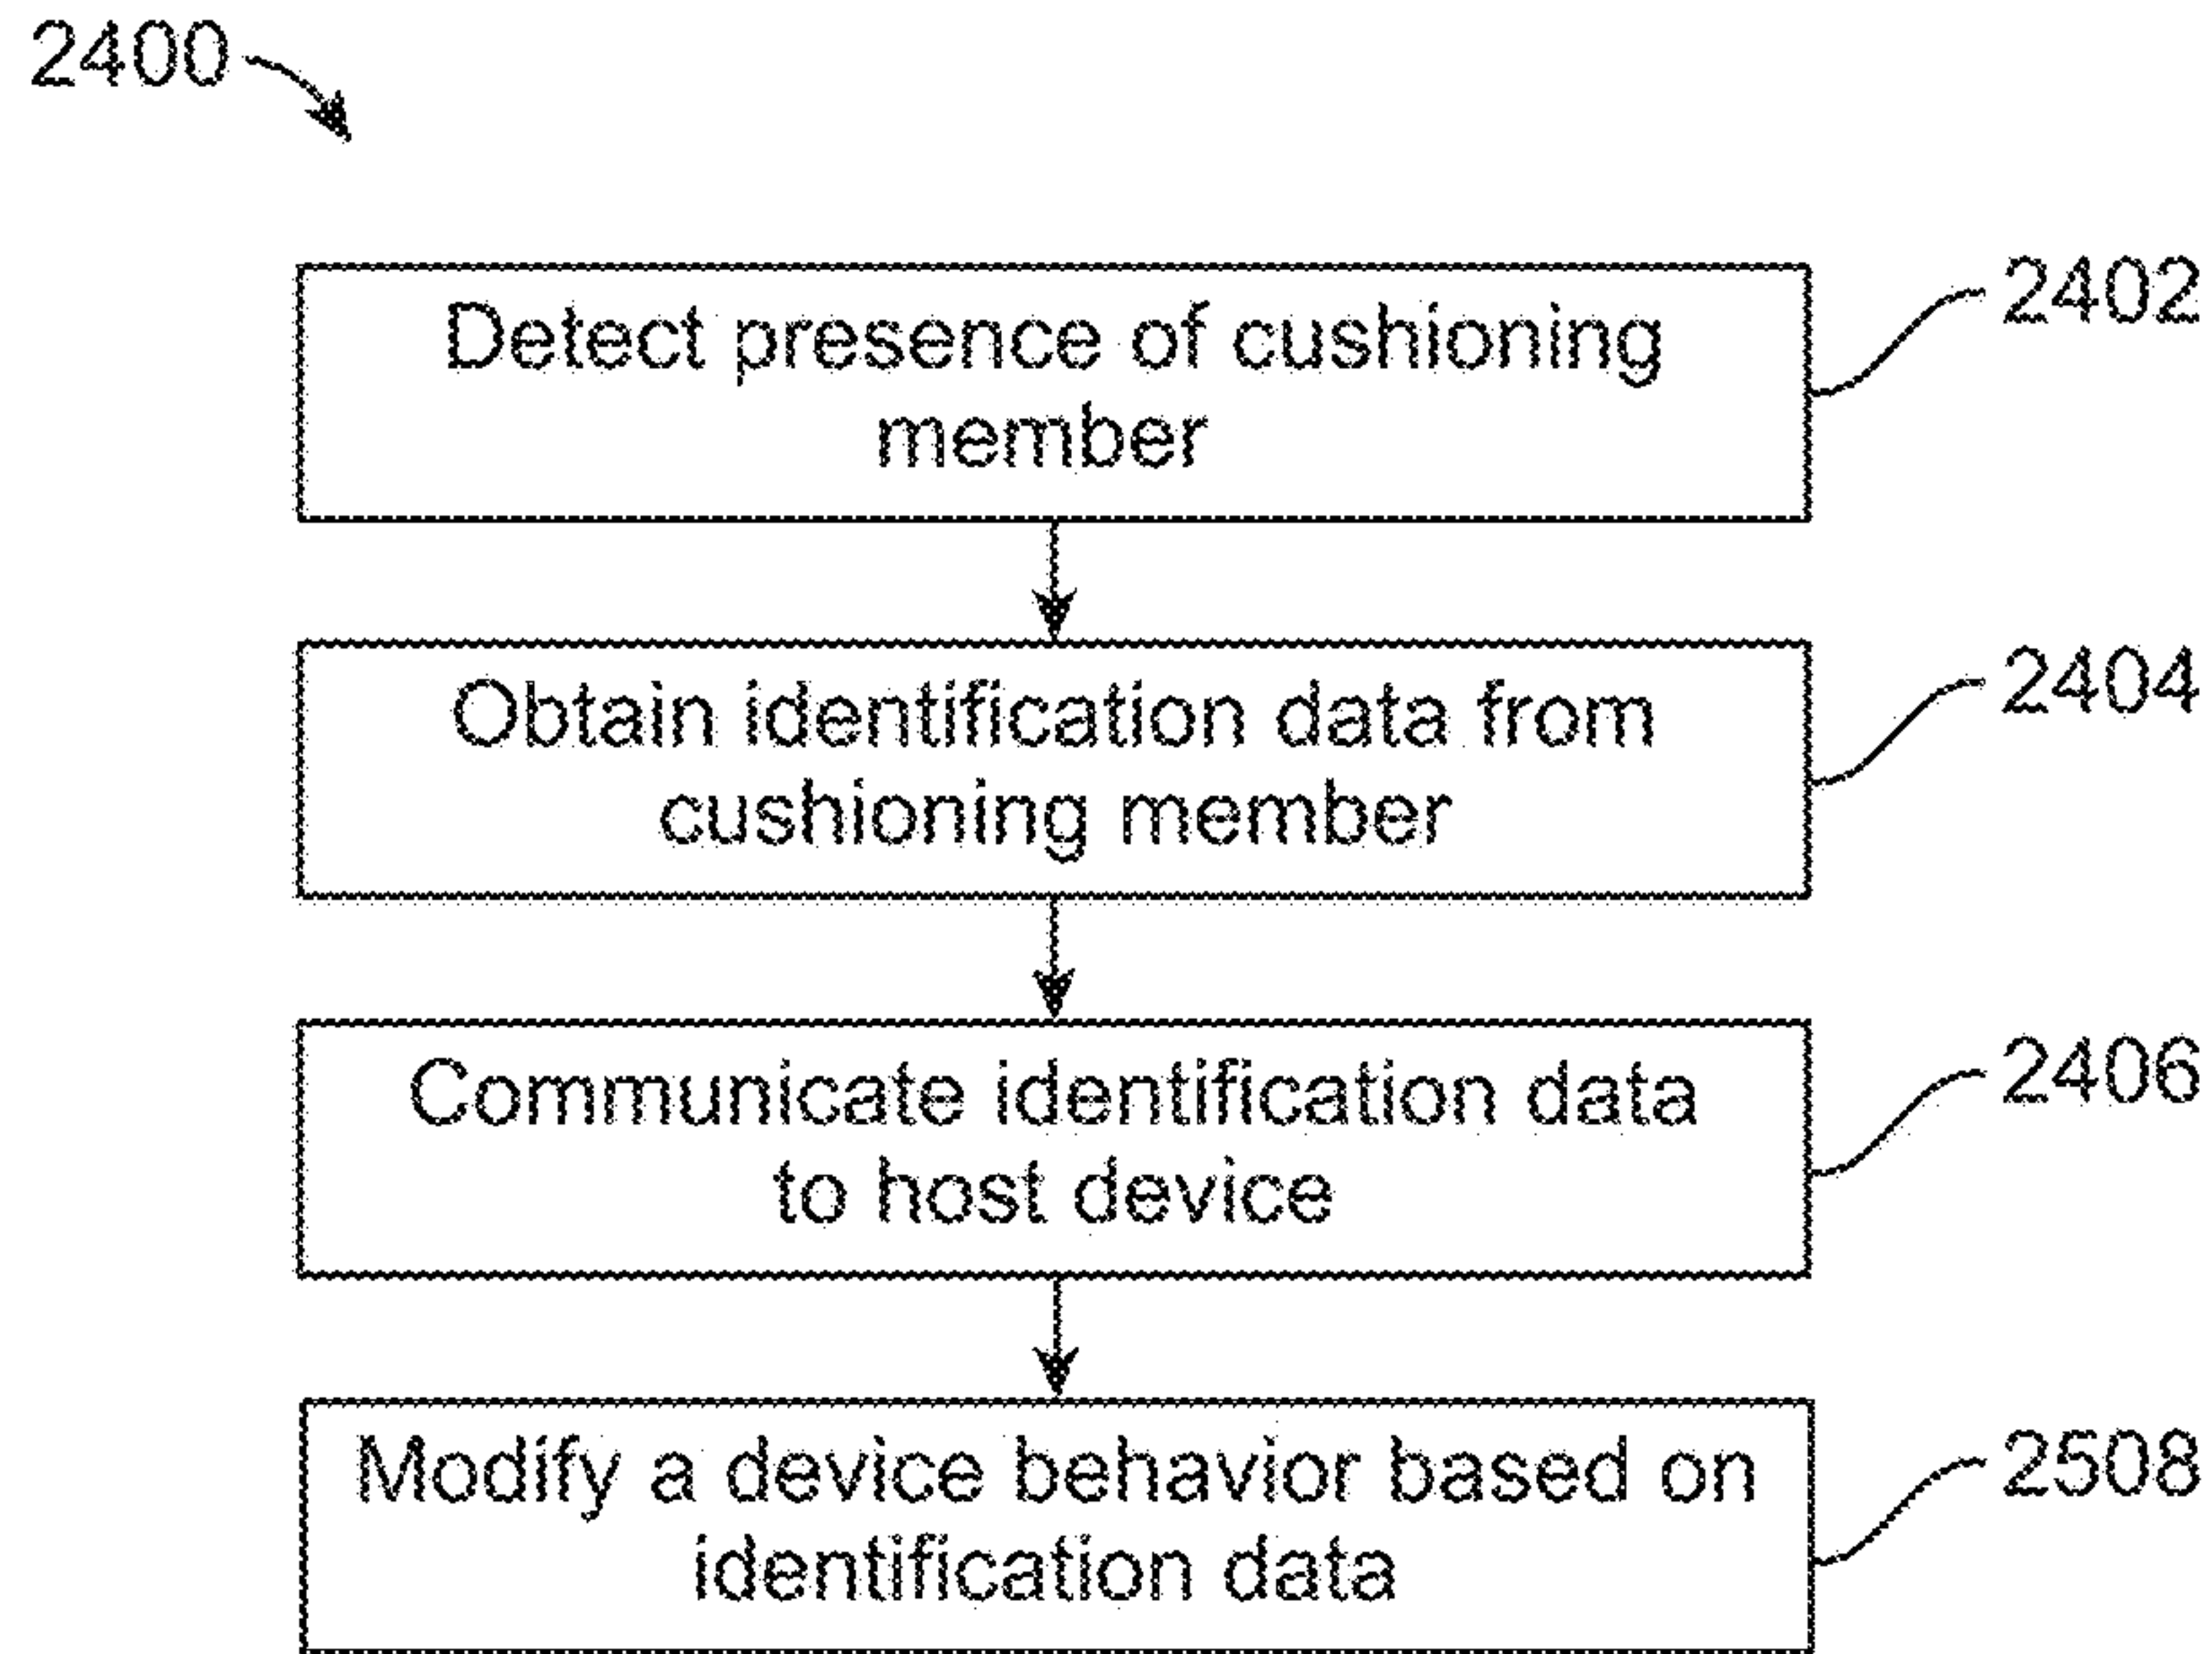 2400
Detect presence of cushioning
member
2402
Obtain identification data from
cushioning member
2404
Communicate identification data
to host device
2406
Modify a device behavior based on
identification data
2508